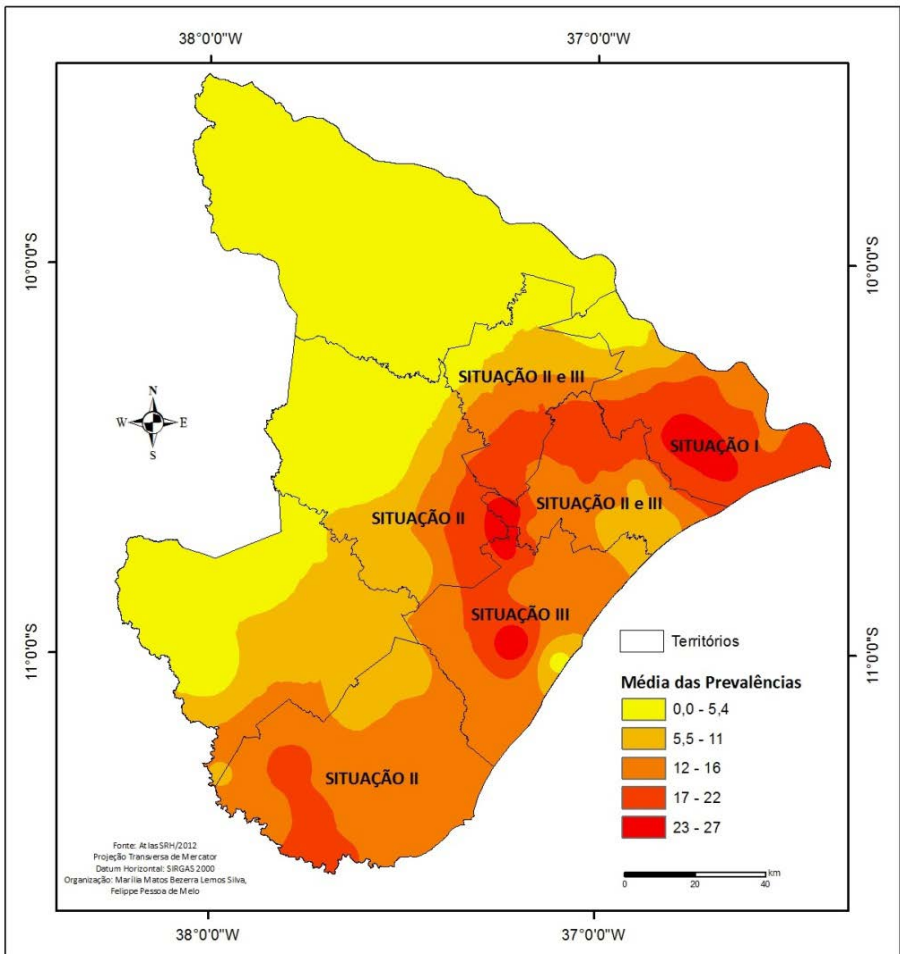 38°0'0"W 37°0'0"W
10°0'0"S 10°0'0"S
SITUAÇÃO II e III
N
W E
S
SITUAÇÃO I
SITUAÇÃO II e III
SITUAÇÃO II
SITUAÇÃO III
11°0'0"S 11°0'0"S
Territórios
Média das Prevalências
0,0 - 5,4
5,5 - 11
12 - 16
17 - 22
23 - 27
SITUAÇÃO II
Fonte: Atlas SRH/2012
Projeção Transversa de Mercator
Datum Horizontal: SIRGAS 2000
Organização: Marília Matos Bezerra Lemos Silva,
Felippe Pessoa de Melo
km
0 20 40
38°0'0"W 37°0'0"W